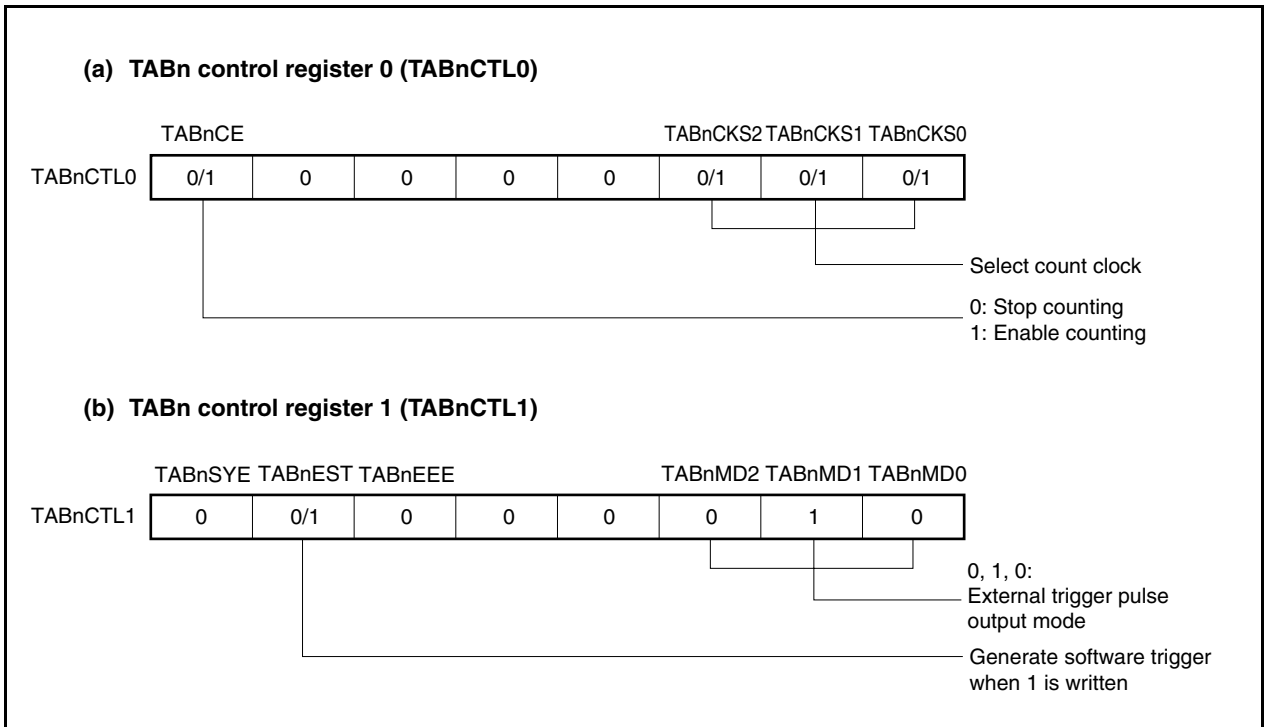 (a) TABn control register 0 (TABnCTL0)
TABnCE TABnCKS2 TABnCKS1 TABnCKS0
TABnCTL0 0/1 0 0 0 0 0/1 0/1 0/1
Select count clock
0: Stop counting
1: Enable counting
(b) TABn control register 1 (TABnCTL1)
TABnSYE TABnEST TABnEEE TABnMD2 TABnMD1 TABnMD0
TABnCTL1 0 0/1 0 0 0 0 1 0
0, 1, 0:
External trigger pulse
output mode
Generate software trigger
when 1 is written